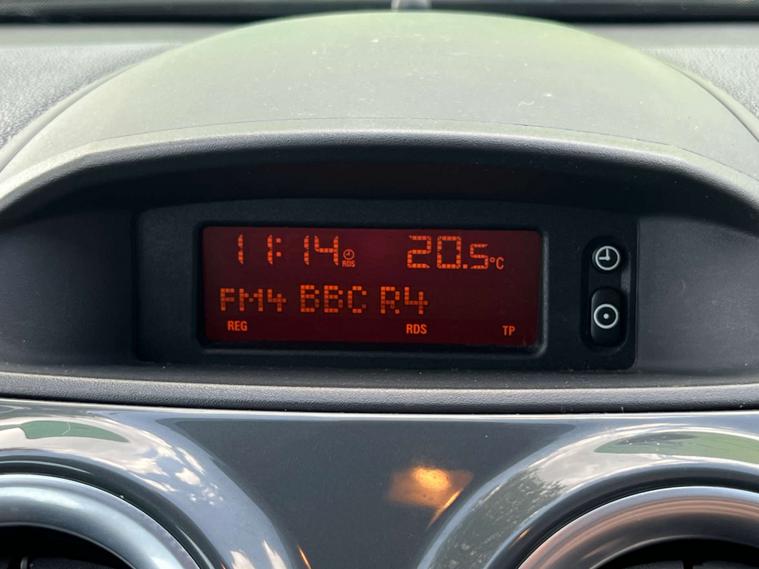 11:14 RDS 20.5°C
FM4 BBC R4
REG RDS TP